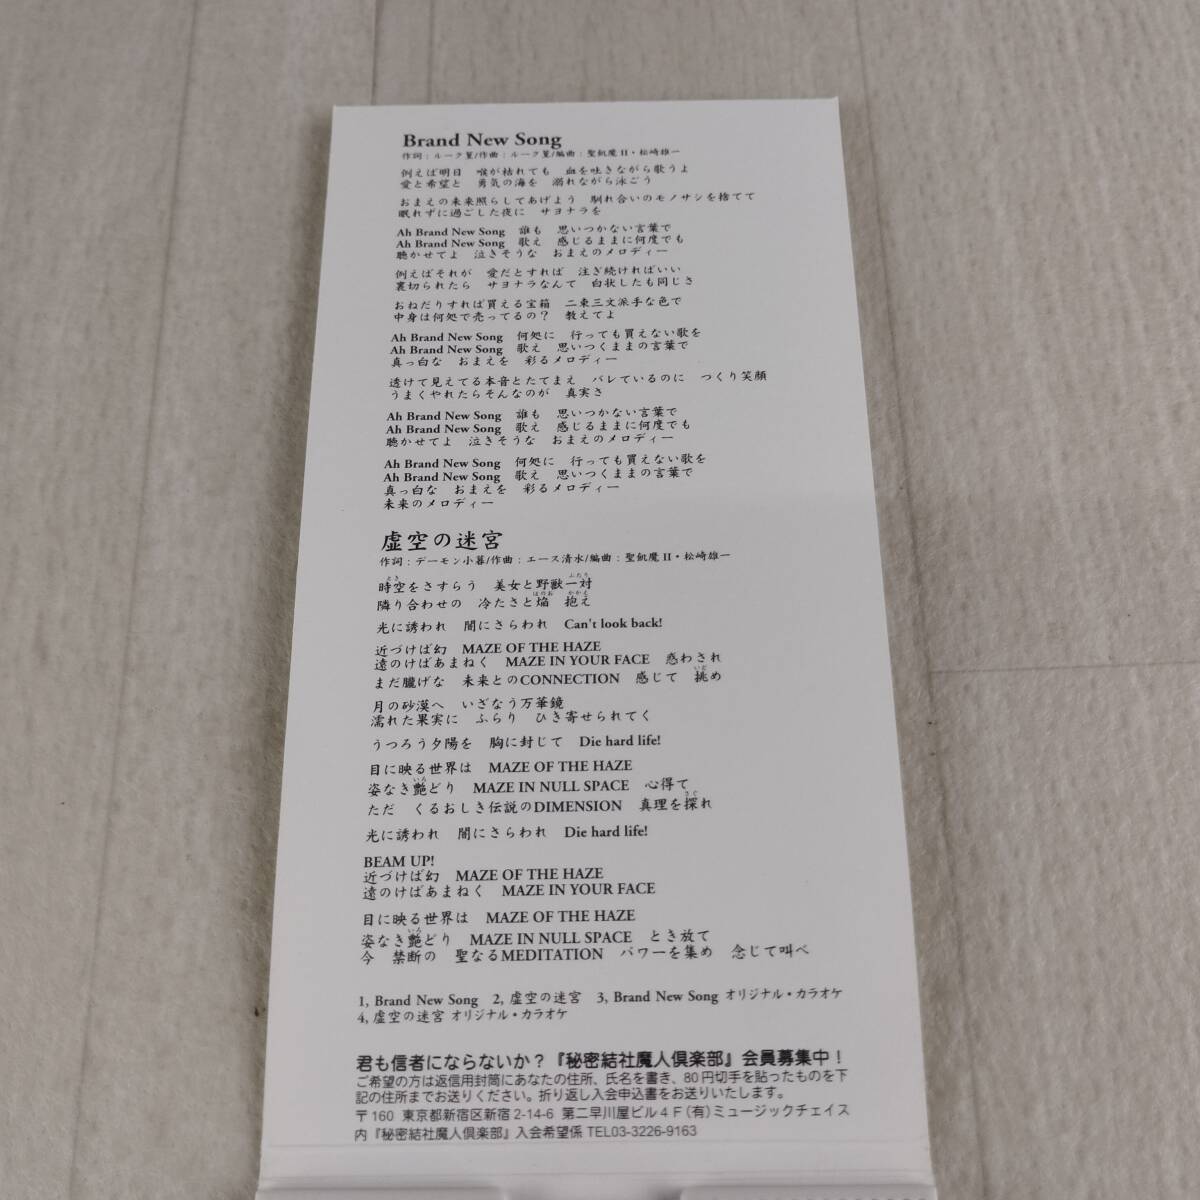 Brand New Song
作詞：ルーク篁/作曲：ルーク篁/編曲：聖飢魔II・松崎雄一
例えば明日　喉が枯れても　血を吐きながら歌うよ
愛と希望と　勇気の海を　溺れながら泳ごう
おまえの未来照らしてあげよう　馴れ合いのモノサシを捨てて
眠れずに過ごした夜に　サヨナラを
Ah Brand New Song　誰も　思いつかない言葉で
Ah Brand New Song　歌え　感じるままに何度でも
聴かせてよ　泣きそうな　おまえのメロディー
例えばそれが　愛だとすれば　注ぎ続ければいい
裏切られたら　サヨナラなんて　白状したも同じさ
おねだりすれば買える宝箱　二束三文派手な色で
中身は何処で売ってるの？　教えてよ
Ah Brand New Song　何処に　行っても買えない歌を
Ah Brand New Song　歌え　思いつくままの言葉で
真っ白な　おまえを　彩るメロディー
透けて見えてる本音とたてまえ　バレているのに　つくり笑顔
うまくやれたらそんなのが　真実さ
Ah Brand New Song　誰も　思いつかない言葉で
Ah Brand New Song　歌え　感じるままに何度でも
聴かせてよ　泣きそうな　おまえのメロディー
Ah Brand New Song　何処に　行っても買えない歌を
Ah Brand New Song　歌え　思いつくままの言葉で
真っ白な　おまえを　彩るメロディー
未来のメロディー
虚空の迷宮
作詞：デーモン小暮/作曲：エース清水/編曲：聖飢魔II・松崎雄一
とき　ふたり
時空をさすらう　美女と野獣一対
ほのお　かかえ
隣り合わせの　冷たさと焔　抱え
光に誘われ　闇にさらわれ　Can't look back!
近づけば幻　MAZE OF THE HAZE
遠のけばあまねく　MAZE IN YOUR FACE　惑わされ
いど
まだ朧げな　未来とのCONNECTION　感じて　挑め
月の砂漠へ　いざなう万華鏡
濡れた果実に　ふらり　ひき寄せられてく
うつろう夕陽を　胸に封じて　Die hard life!
目に映る世界は　MAZE OF THE HAZE
いろ
姿なき艶どり　MAZE IN NULL SPACE　心得て
さぐ
ただ　くるおしき伝説のDIMENSION　真理を探れ
光に誘われ　闇にさらわれ　Die hard life!
BEAM UP!
近づけば幻　MAZE OF THE HAZE
遠のけばあまねく　MAZE IN YOUR FACE
目に映る世界は　MAZE OF THE HAZE
いろ
姿なき艶どり　MAZE IN NULL SPACE　とき放て
今　禁断の　聖なるMEDITATION　パワーを集め　念じて叫べ
1, Brand New Song　2, 虚空の迷宮　3, Brand New Song オリジナル・カラオケ
4, 虚空の迷宮 オリジナル・カラオケ
君も信者にならないか？『秘密結社魔人倶楽部』会員募集中！
ご希望の方は返信用封筒にあなたの住所、氏名を書き、80円切手を貼ったものを下
記の住所までお送りください。折り返し入会申込書をお送りいたします。
〒160 東京都新宿区新宿2-14-6 第二早川屋ビル4F（有）ミュージックチェイス
内『秘密結社魔人倶楽部』入会希望係 TEL03-3226-9163